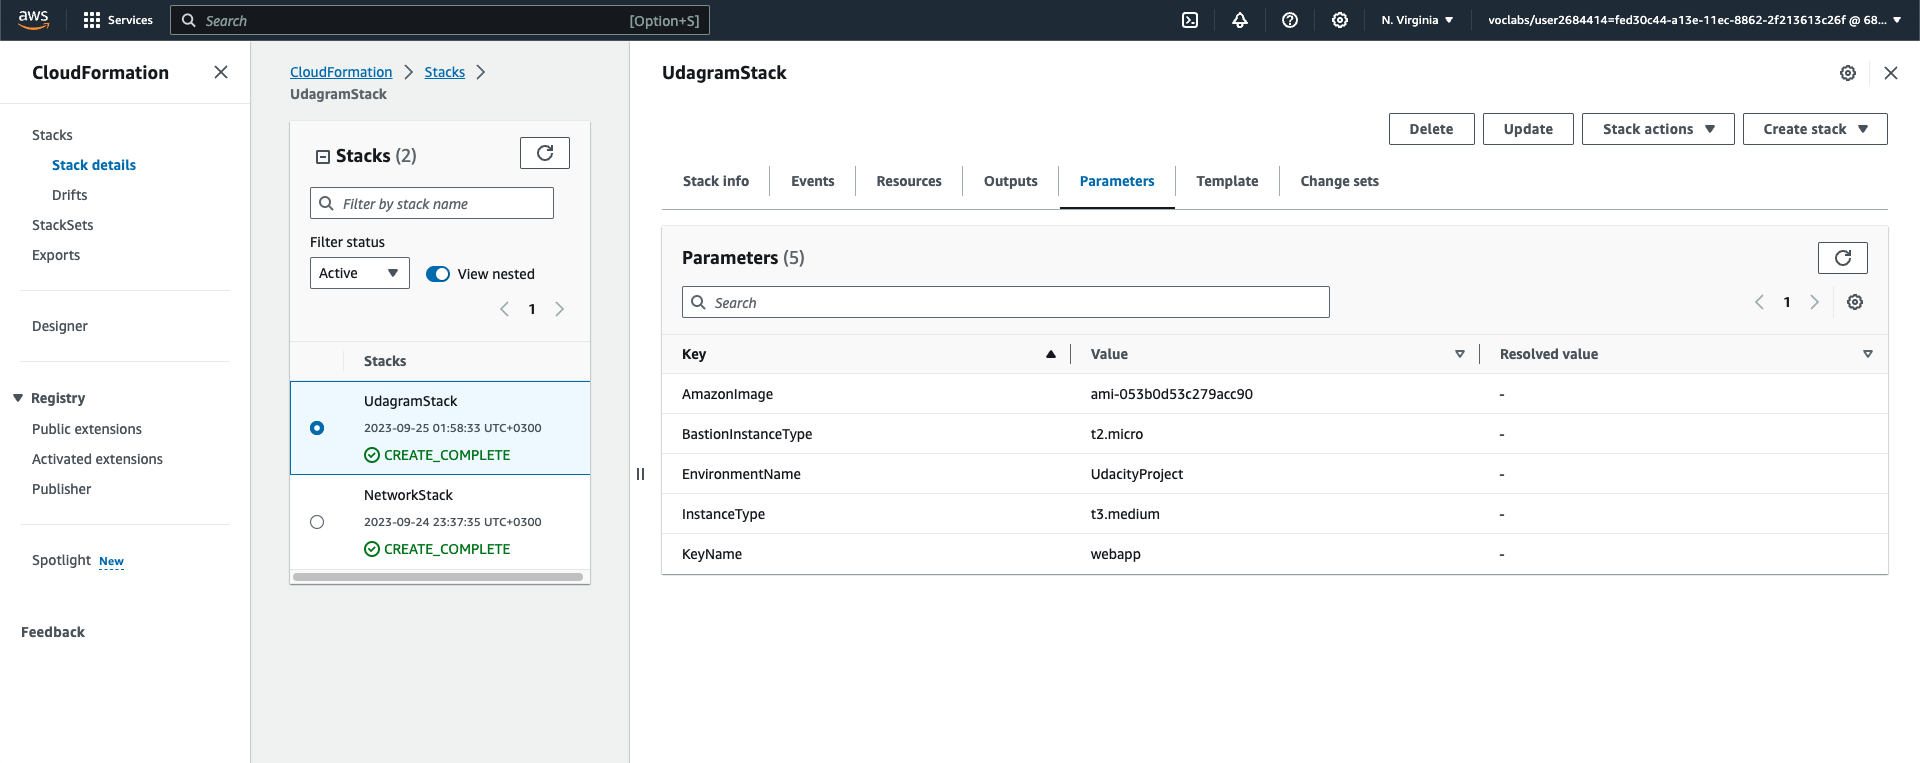 aws
Services
Search
[Option+S]
N. Virginia
voclabs/user2684414=fed30c44-a13e-11ec-8862-2f213613c26f @ 68...
CloudFormation
Stacks
Stack details
Drifts
StackSets
Exports
Designer
Registry
Public extensions
Activated extensions
Publisher
Spotlight New
Feedback
CloudFormation
Stacks
UdagramStack
Stacks (2)
Filter by stack name
Filter status
Active
View nested
1
Stacks
UdagramStack
2023-09-25 01:58:33 UTC+0300
CREATE_COMPLETE
NetworkStack
2023-09-24 23:37:35 UTC+0300
CREATE_COMPLETE
UdagramStack
Delete
Update
Stack actions
Create stack
Stack info
Events
Resources
Outputs
Parameters
Template
Change sets
Parameters (5)
Search
1
Key Value Resolved value
AmazonImage ami-053b0d53c279acc90 -
BastionInstanceType t2.micro -
EnvironmentName UdacityProject -
InstanceType t3.medium -
KeyName webapp -